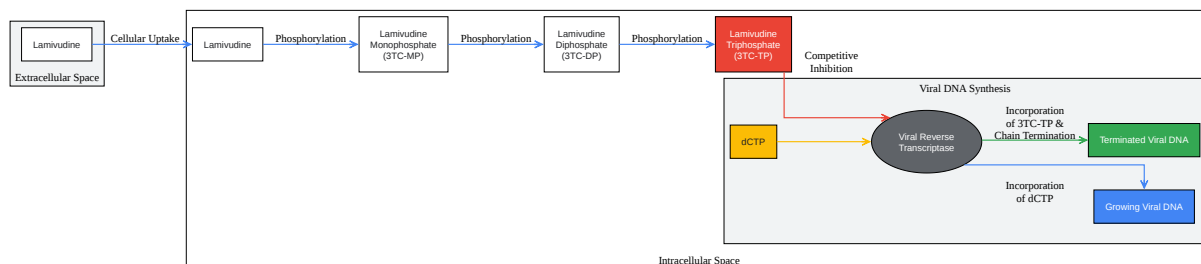 Lamivudine
Extracellular Space
Cellular Uptake
Lamivudine
Phosphorylation
Lamivudine
Monophosphate
(3TC-MP)
Phosphorylation
Lamivudine
Diphosphate
(3TC-DP)
Phosphorylation
Lamivudine
Triphosphate
(3TC-TP)
Competitive
Inhibition
Viral DNA Synthesis
dCTP
Viral Reverse
Transcriptase
Incorporation
of 3TC-TP &
Chain Termination
Terminated Viral DNA
Incorporation
of dCTP
Growing Viral DNA
Intracellular Space